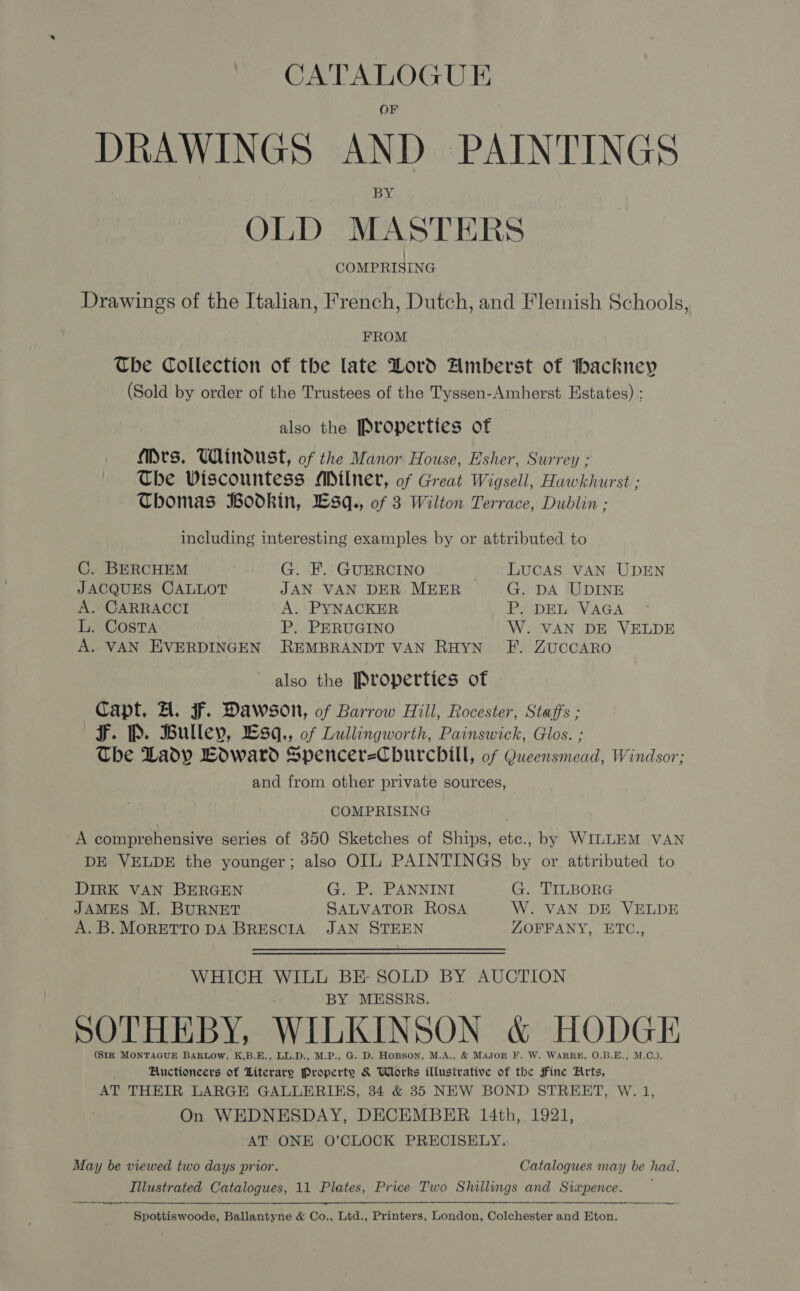 CATALOGUE
OF
DRAWINGS AND PAINTINGS
BY
OLD MASTERS
COMPRISING
Drawings of the Italian, French, Dutch, and Flemish Schools,
FROM
The Collection of the late Lord Amherst of Hackney
(Sold by order of the Trustees of the Tyssen-Amherst Estates) ;
also the Properties of
Mrs. Windust, of the Manor House, Esher, Surrey ;
The Viscountess Milner, of Great Wigsell, Hawkhurst ;
Thomas Bodkin, Esq., of 3 Wilton Terrace, Dublin ;
including interesting examples by or attributed to
C. BERCHEM G. F. GUERCINO LUCAS VAN UDEN
JACQUES CALLOT JAN VAN DER MEER G. DA UDINE
A. CARRACCI A. PYNACKER P. DEL VAGA
L. COSTA P. PERUGINO W. VAN DE VELDE
A. VAN EVERDINGEN REMBRANDT VAN RHYN F. ZUCCARO
also the Properties of
Capt. A. F. Dawson, of Barrow Hill, Rocester, Staffs ;
F. P. Bulley, Esq., of Lullingworth, Painswick, Glos. ;
The Lady Edward Spencer-Churchill, of Queensmead, Windsor;
and from other private sources,
COMPRISING
A comprehensive series of 350 Sketches of Ships, etc., by WILLEM VAN
DE VELDE the younger; also OIL PAINTINGS by or attributed to
DIRK VAN BERGEN G. P. PANNINI G. TILBORG
JAMES M. BURNET SALVATOR ROSA W. VAN DE VELDE
A. B. MORETTO DA BRESCIA JAN STEEN ZOFFANY, ETC.,
WHICH WILL BE SOLD BY AUCTION
BY MESSRS.
SOTHEBY, WILKINSON & HODGE
(SIR MONTAGUE BARLOW, K.B.E., LL.D., M.P., G. D. HOBSON, M.A., & MAJOR F. W. WARRE, O.B.E., M.C.).
Auctioneers of Literary Property & Works illustrative of the Fine Arts,
AT THEIR LARGE GALLERIES, 34 & 35 NEW BOND STREET, W. 1,
On WEDNESDAY, DECEMBER 14th, 1921,
AT ONE O'CLOCK PRECISELY.
May be viewed two days prior. Catalogues may be had.
Illustrated Catalogues, 11 Plates, Price Two Shillings and Sixpence.
Spottiswoode, Ballantyne & Co., Ltd., Printers, London, Colchester and Eton.